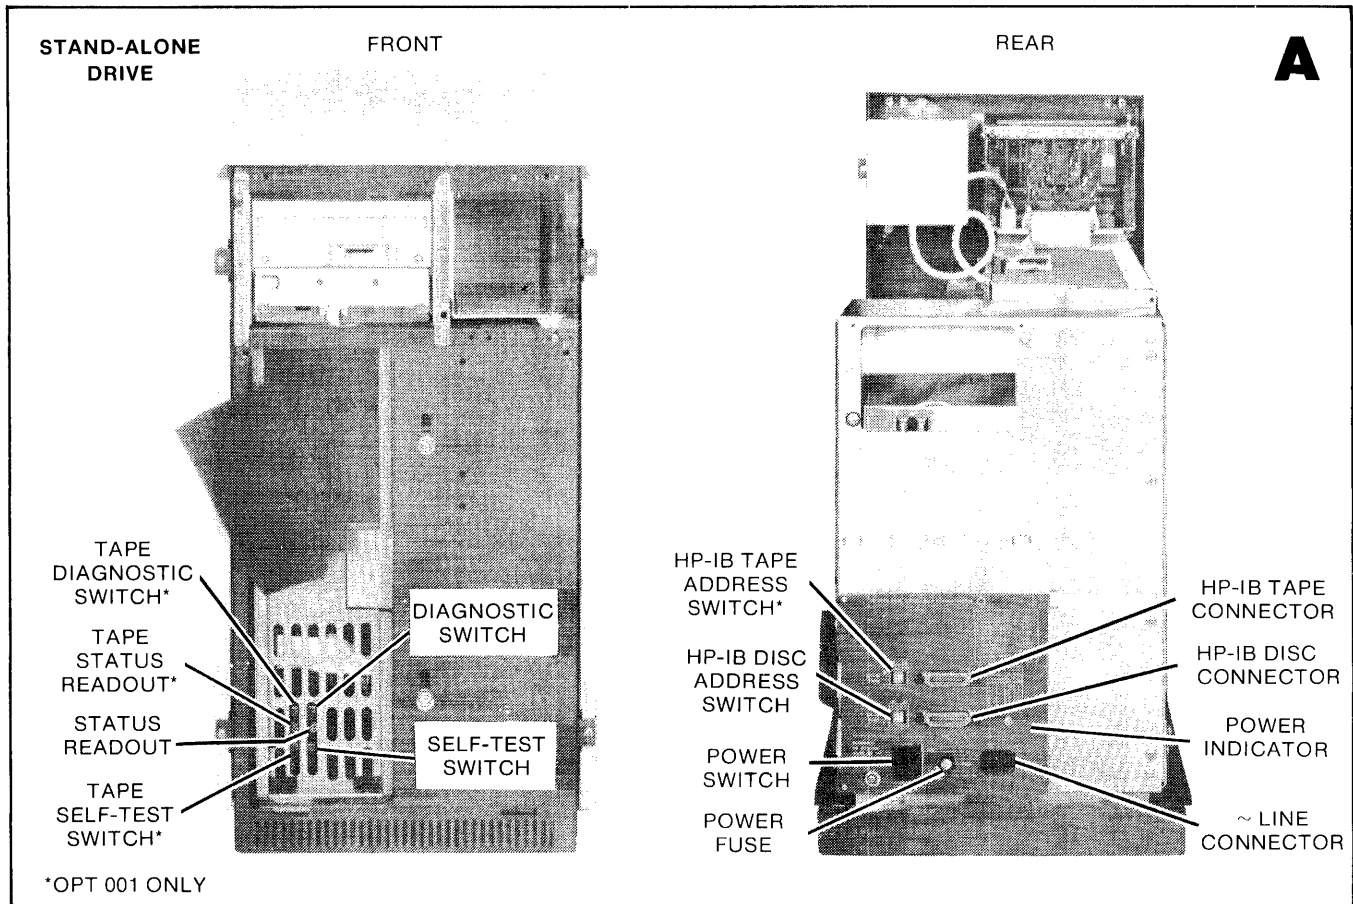 STAND-ALONE
DRIVE
FRONT
REAR
A
TAPE
DIAGNOSTIC
SWITCH*
TAPE
STATUS
READOUT*
STATUS
READOUT
TAPE
SELF-TEST
SWITCH*
DIAGNOSTIC
SWITCH
SELF-TEST
SWITCH
*OPT 001 ONLY
HP-IB TAPE
ADDRESS
SWITCH*
HP-IB DISC
ADDRESS
SWITCH
POWER
SWITCH
POWER
FUSE
HP-IB TAPE
CONNECTOR
HP-IB DISC
CONNECTOR
POWER
INDICATOR
~ LINE
CONNECTOR